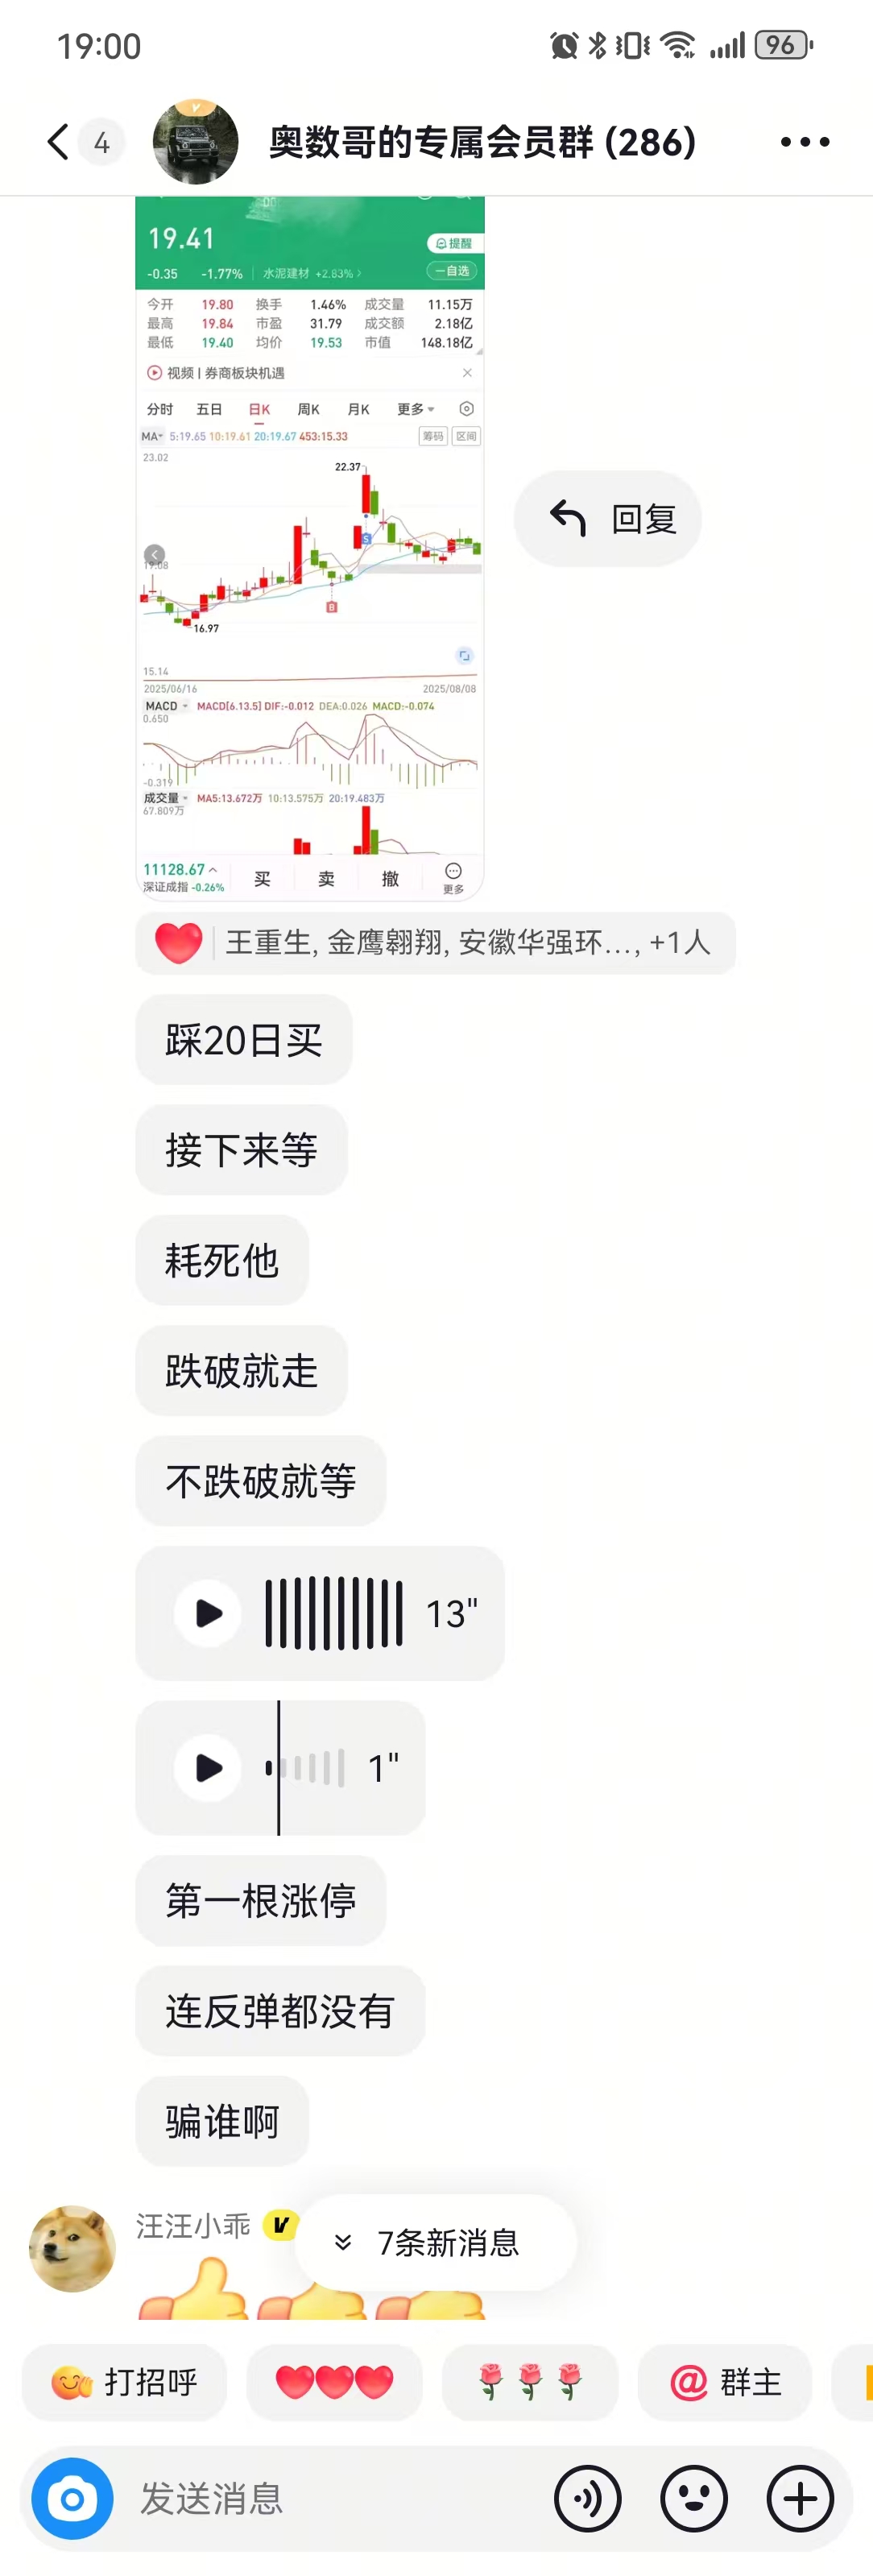 19:00
96
4
奥数哥的专属会员群 (286)
19.41
提醒
-0.35 -1.77% 水泥建材 +2.83%
一自选
今开 19.80 换手 1.46% 成交量 11.15万
最高 19.84 市盈 31.79 成交额 2.18亿
最低 19.40 均价 19.53 市值 148.18亿
视频 | 券商板块机遇
分时 五日 日K 周K 月K 更多
MA 5:19.65 10:19.61 20:19.67 453:15.33 筹码 区间
23.02
22.37
S
19.08
B
16.97
15.14
2025/06/16 2025/08/08
MACD MACD[6.13.5] DIF:-0.012 DEA:0.026 MACD:-0.074
0.650
-0.319
成交量 MA5:13.672万 10:13.575万 20:19.483万
67.809万
11128.67
深证成指 -0.26%
买 卖 撤 更多
回复
王重生, 金鹰翱翔, 安徽华强环..., +1人
踩20日买
接下来等
耗死他
跌破就走
不跌破就等
13"
1"
第一根涨停
连反弹都没有
骗谁啊
汪汪小乖
7条新消息
打招呼
@ 群主
发送消息